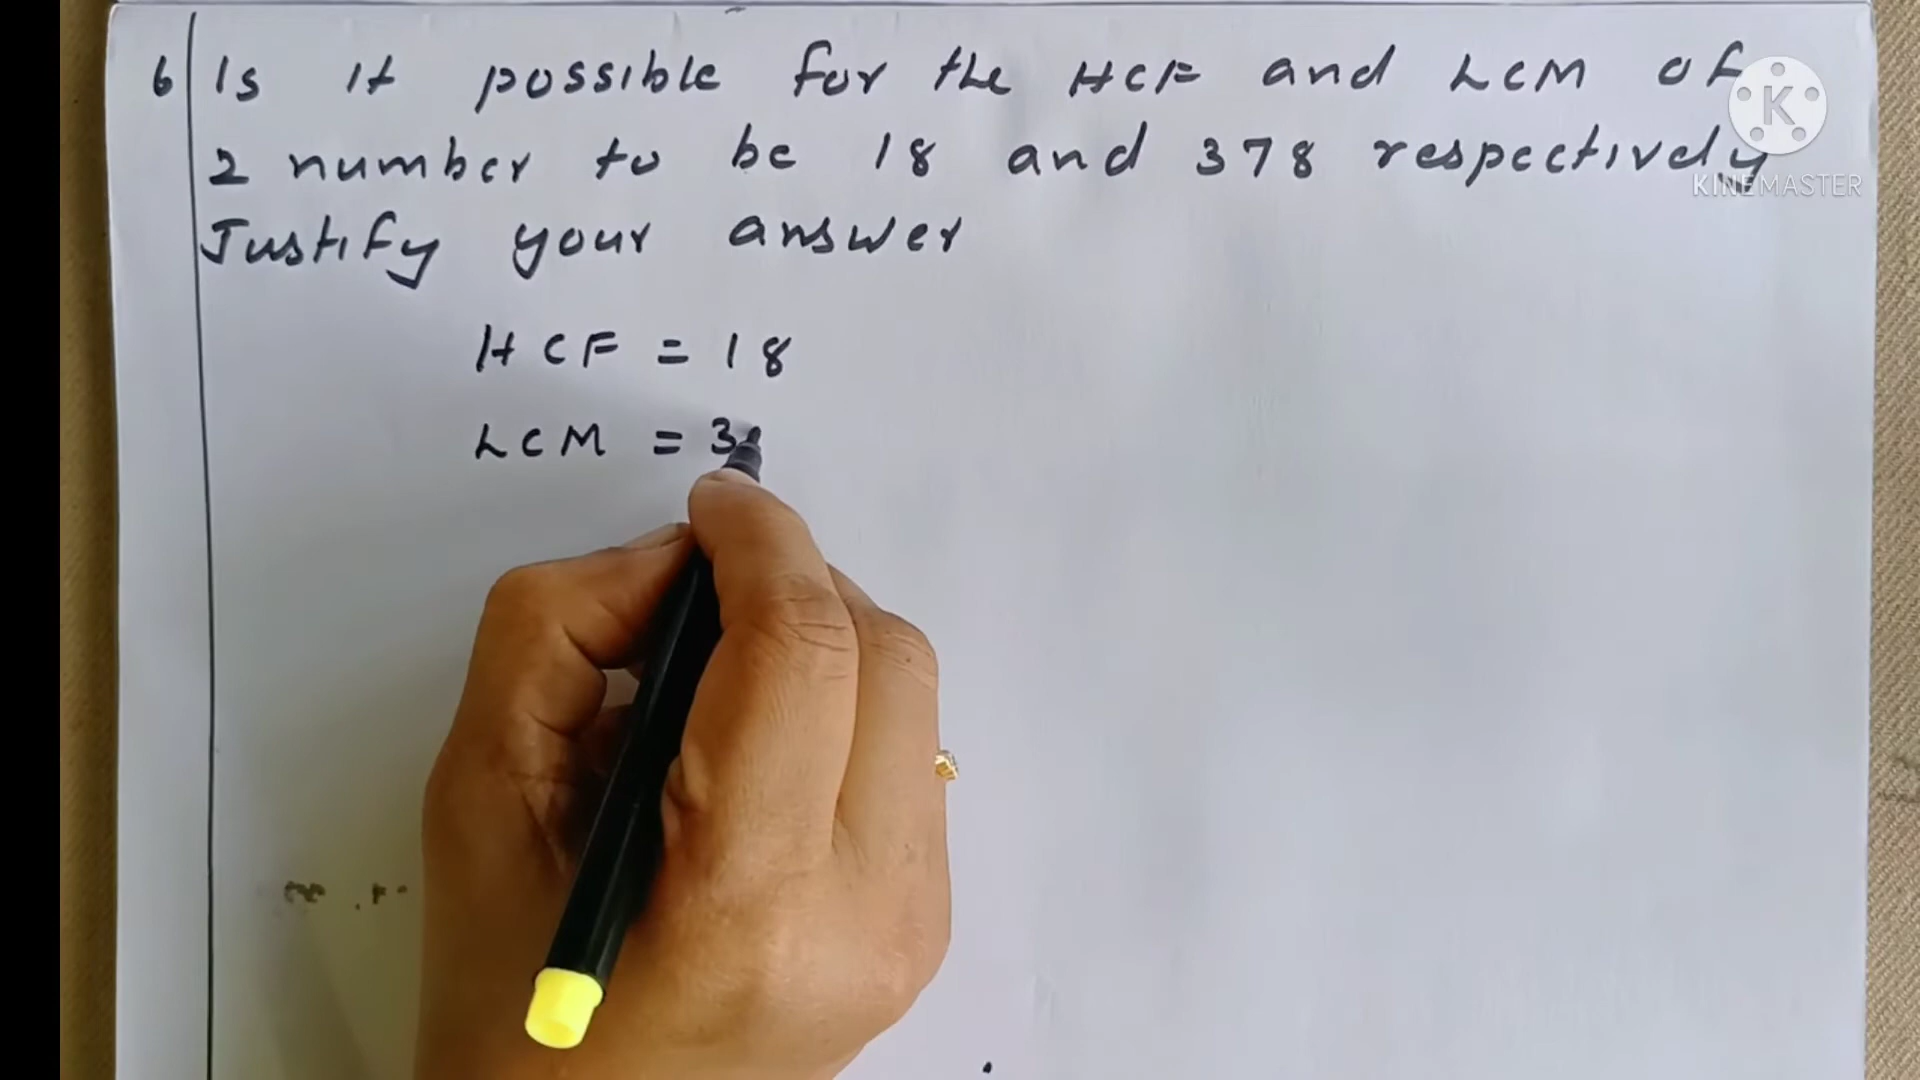 6 Is it possible for the HCF and LCM of
2 number to be 18 and 378 respectively
Justify your answer
HCF = 18
LCM = 3
K
KINEMASTER